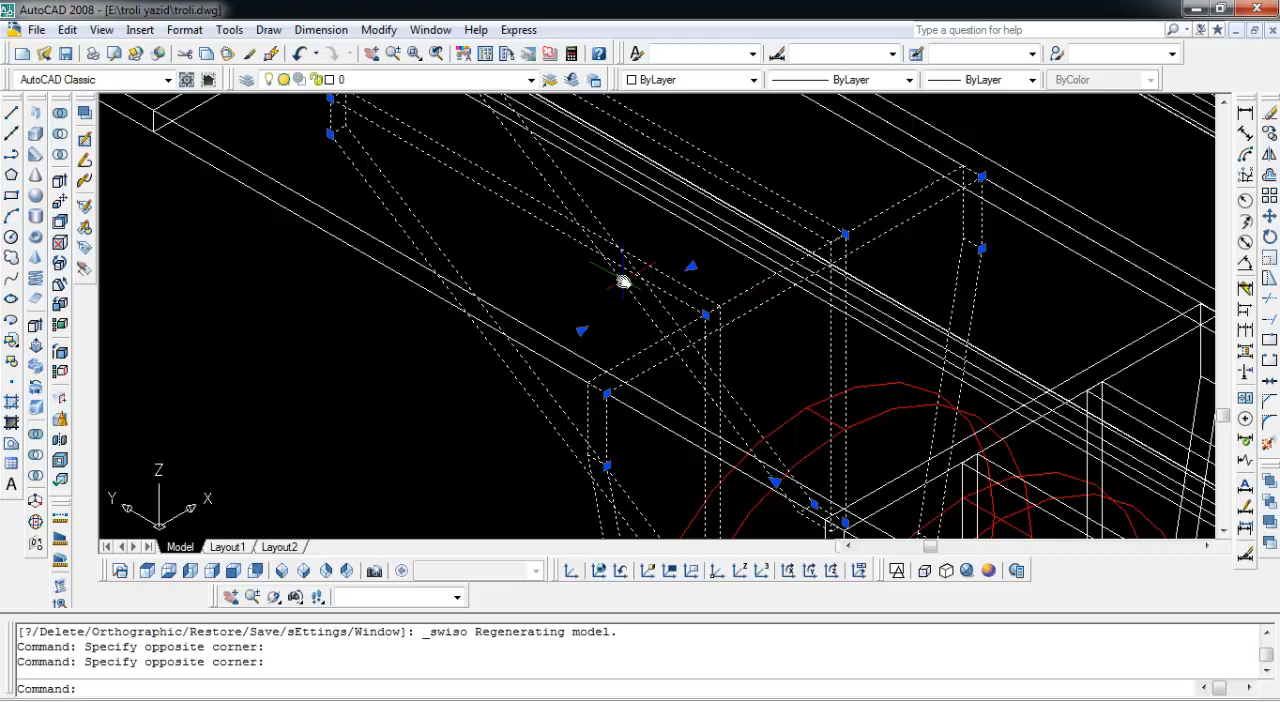 AutoCAD 2008 - [E:\troli yazid\troli.dwg]
File Edit View Insert Format Tools Draw Dimension Modify Window Help Express
Type a question for help
AutoCAD Classic
0
ByLayer
ByLayer
ByLayer
ByColor
A
Z
Y
X
Model Layout1 Layout2
[?/Delete/Orthographic/Restore/Save/sEttings/Window]: _swiso Regenerating model.
Command: Specify opposite corner:
Command: Specify opposite corner:
Command: